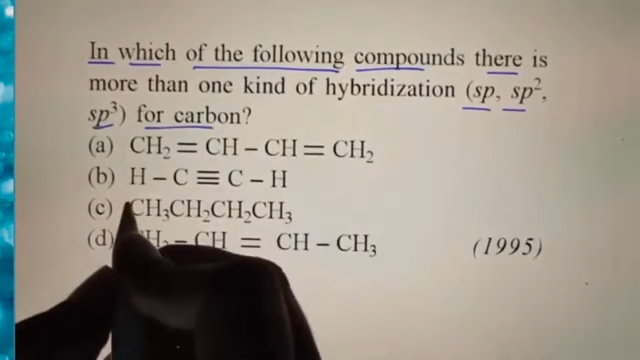 In which of the following compounds there is
more than one kind of hybridization (sp, sp²,
sp³) for carbon?
(a) CH₂ = CH – CH = CH₂
(b) H – C ≡ C – H
(c) CH₃CH₂CH₂CH₃
(d) – CH = CH – CH₃ (1995)